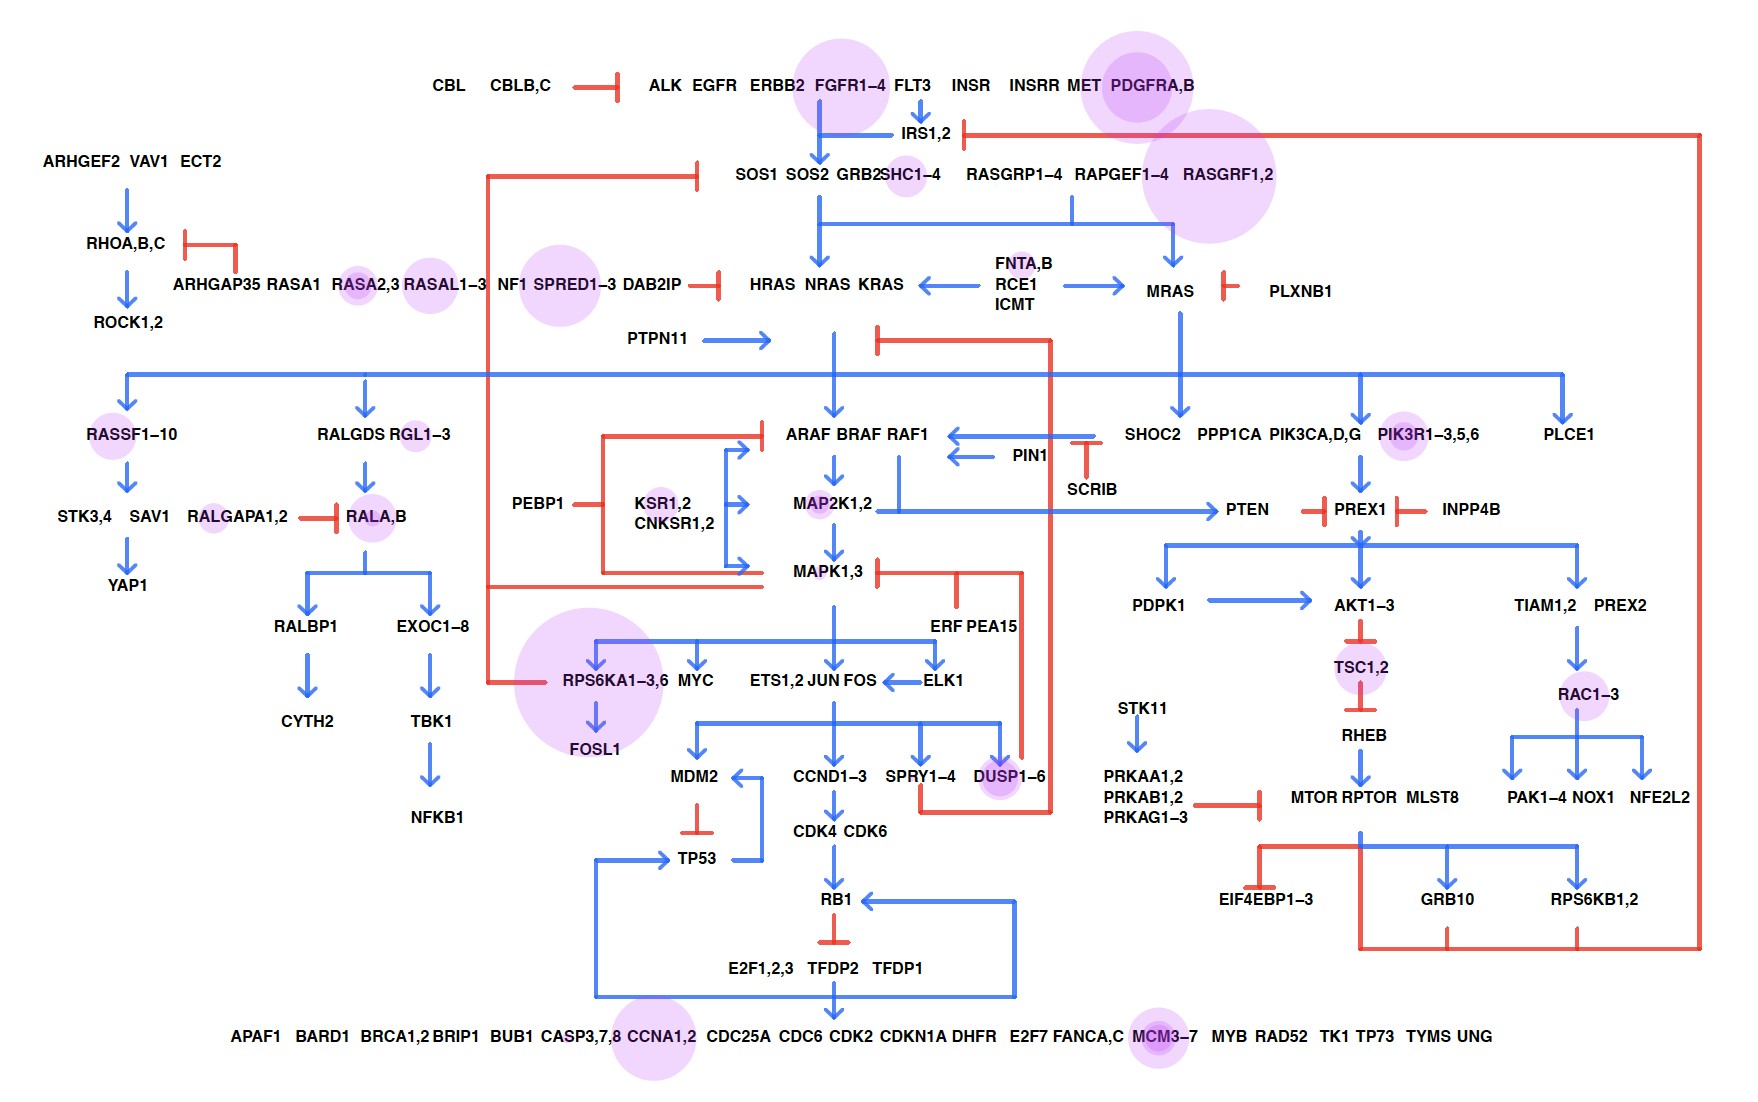 CBL CBLB,C ALK EGFR ERBB2 FGFR1–4 FLT3 INSR INSRR MET PDGFRA,B
IRS1,2
ARHGEF2 VAV1 ECT2
SOS1 SOS2 GRB2 SHC1–4 RASGRP1–4 RAPGEF1–4 RASGRF1,2
RHOA,B,C
FNTA,B
ARHGAP35 RASA1 RASA2,3 RASAL1–3 NF1 SPRED1–3 DAB2IP HRAS NRAS KRAS RCE1 MRAS PLXNB1
ICMT
ROCK1,2
PTPN11
RASSF1–10 RALGDS RGL1–3 ARAF BRAF RAF1 SHOC2 PPP1CA PIK3CA,D,G PIK3R1–3,5,6 PLCE1
PIN1
SCRIB
PEBP1 KSR1,2 MAP2K1,2
CNKSR1,2
STK3,4 SAV1 RALGAPA1,2 RALA,B PTEN PREX1 INPP4B
YAP1 MAPK1,3
PDPK1 AKT1–3 TIAM1,2 PREX2
RALBP1 EXOC1–8 ERF PEA15
TSC1,2
RPS6KA1–3,6 MYC ETS1,2 JUN FOS ELK1
RAC1–3
STK11
CYTH2 TBK1
RHEB
FOSL1
MDM2 CCND1–3 SPRY1–4 DUSP1–6 PRKAA1,2
PRKAB1,2 MTOR RPTOR MLST8 PAK1–4 NOX1 NFE2L2
NFKB1 PRKAG1–3
CDK4 CDK6
TP53
RB1 EIF4EBP1–3 GRB10 RPS6KB1,2
E2F1,2,3 TFDP2 TFDP1
APAF1 BARD1 BRCA1,2 BRIP1 BUB1 CASP3,7,8 CCNA1,2 CDC25A CDC6 CDK2 CDKN1A DHFR E2F7 FANCA,C MCM3–7 MYB RAD52 TK1 TP73 TYMS UNG